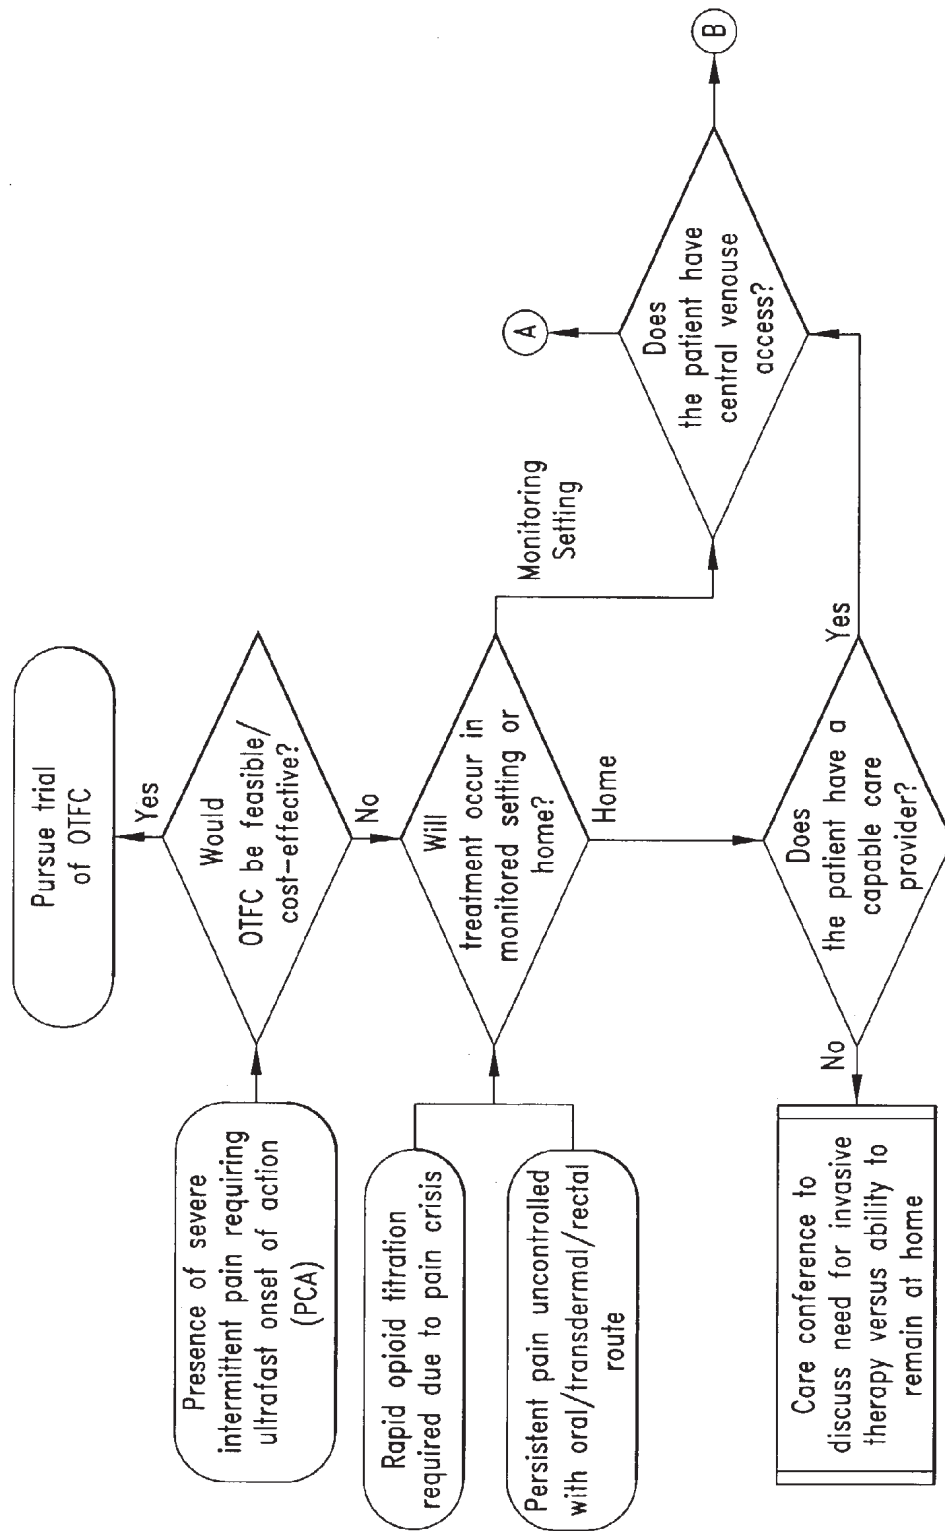 Presence of severe
intermittent pain requiring
ultrafast onset of action
(PCA)
Would
OTFC be feasible/
cost-effective?
Yes
Pursue trial
of OTFC
No
Rapid opioid titration
required due to pain crisis
Persistent pain uncontrolled
with oral/transdermal/rectal
route
Will
treatment occur in
monitored setting or
home?
Monitoring
Setting
Home
Does
the patient have a
capable care
provider?
No
Care conference to
discuss need for invasive
therapy versus ability to
remain at home
Yes
Does
the patient have
central venouse
access?
A
B